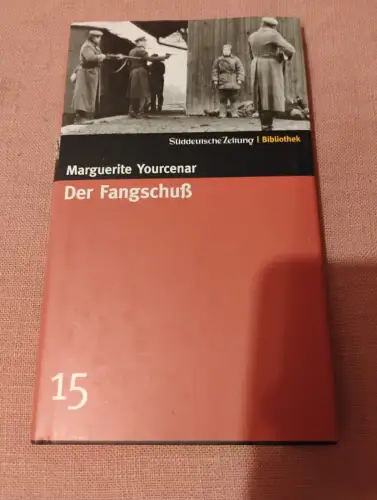 Süddeutsche Zeitung | Bibliothek
Marguerite Yourcenar
Der Fangschuß
15